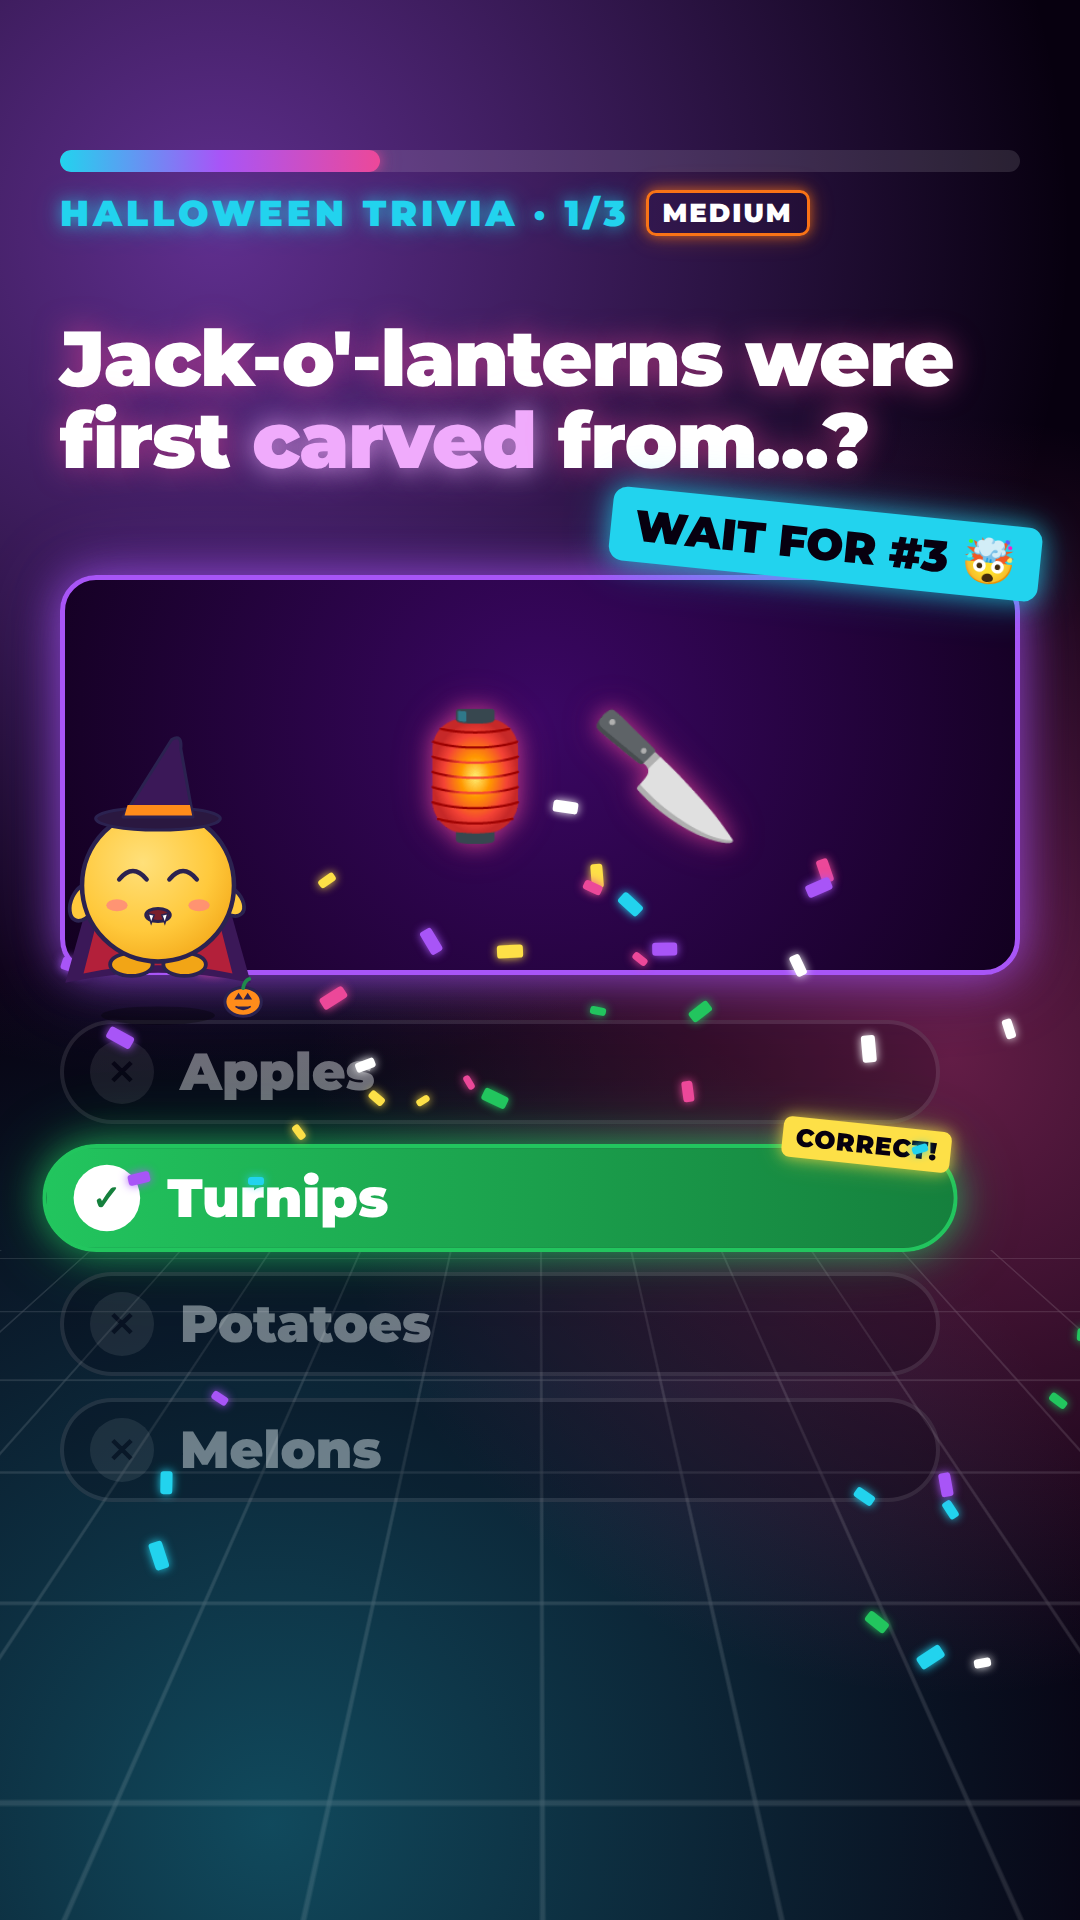 HALLOWEEN TRIVIA · 1/3 MEDIUM
Jack-o'-lanterns were
first carved from...?
WAIT FOR #3 🤯
Apples
CORRECT!
Turnips
Potatoes
Melons